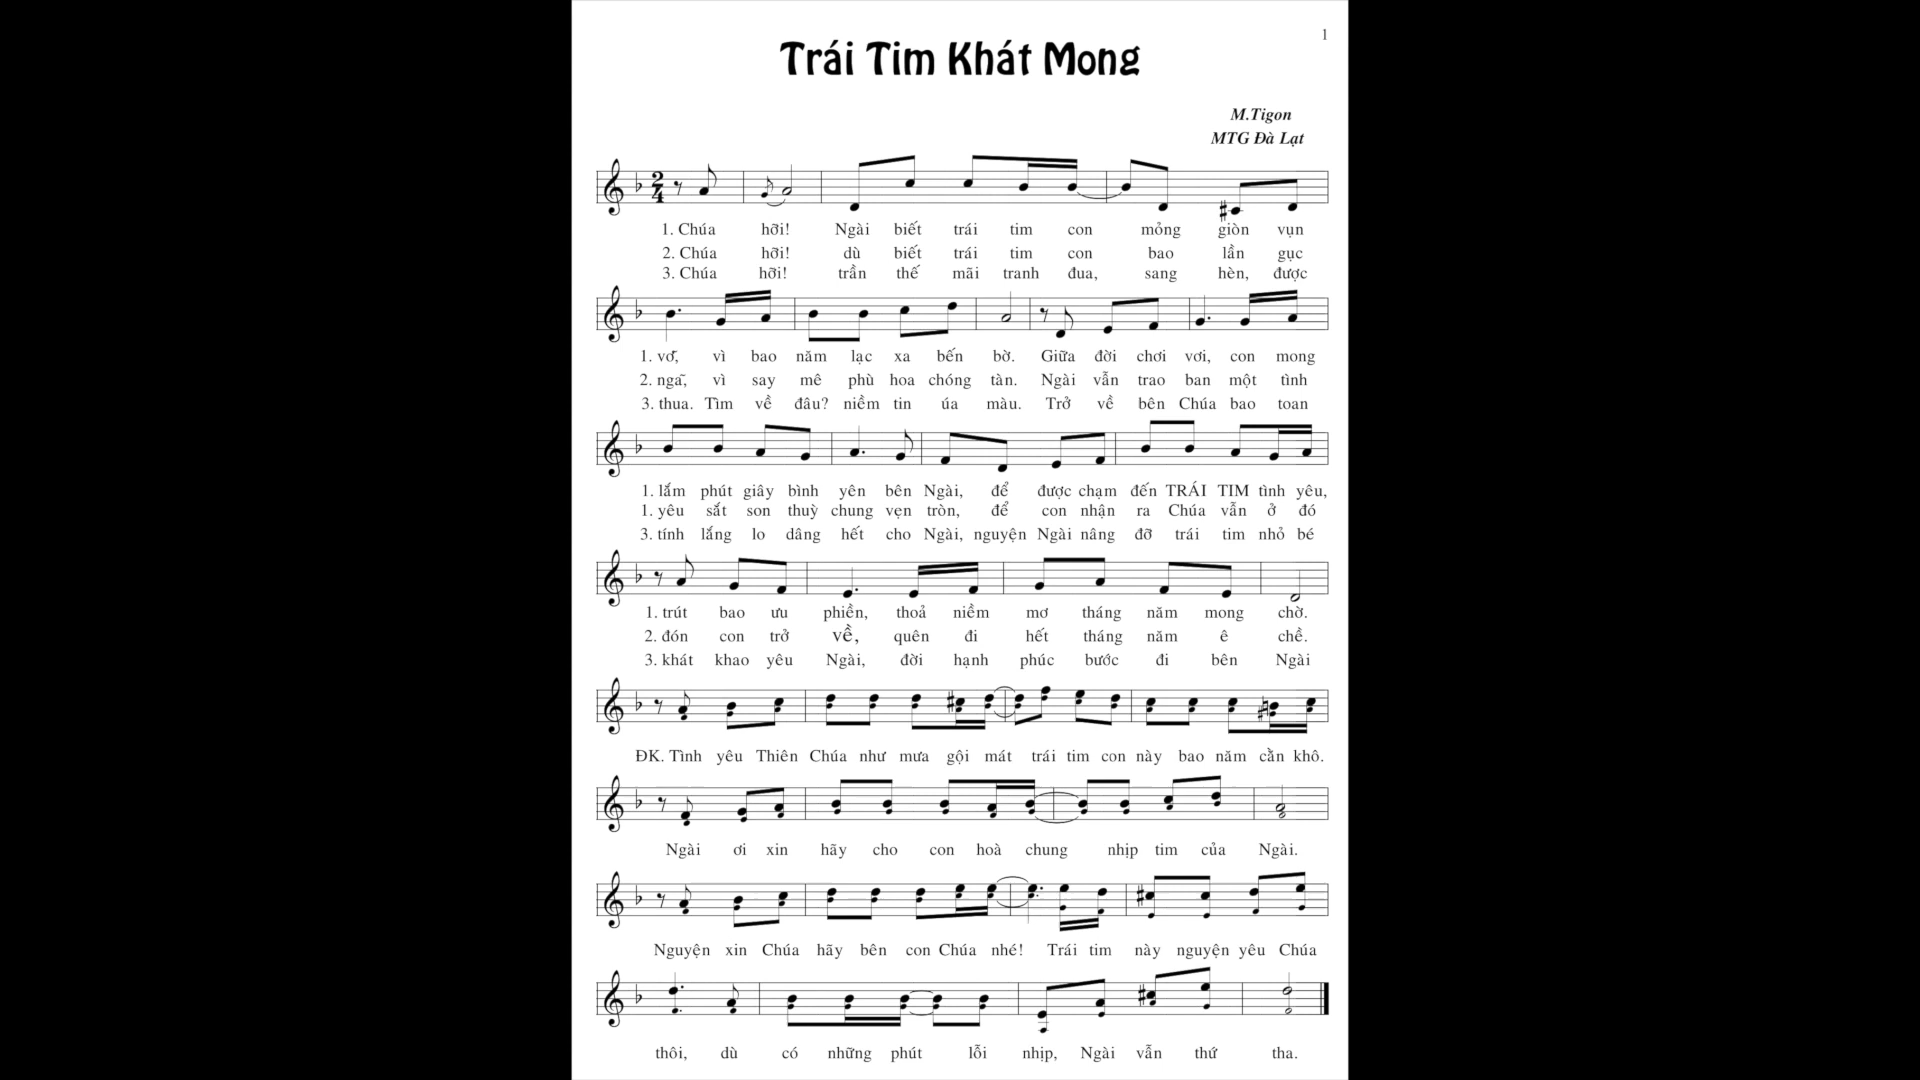 1
Trái Tim Khát Mong
M.Tigon
MTG Đà Lạt
1. Chúa hỡi! Ngài biết trái tim con mỏng giòn vụn
2. Chúa hỡi! dù biết trái tim con bao lần gục
3. Chúa hỡi! trần thế mãi tranh đua, sang hèn, được
1. vỡ, vì bao năm lạc xa bến bờ. Giữa đời chơi vơi, con mong
2. ngã, vì say mê phù hoa chóng tàn. Ngài vẫn trao ban một tình
3. thua. Tìm về đâu? niềm tin úa màu. Trở về bên Chúa bao toan
1. lắm phút giây bình yên bên Ngài, để được chạm đến TRÁI TIM tình yêu,
1. yêu sắt son thuỷ chung vẹn tròn, để con nhận ra Chúa vẫn ở đó
3. tính lắng lo dâng hết cho Ngài, nguyện Ngài nâng đỡ trái tim nhỏ bé
1. trút bao ưu phiền, thoả niềm mơ tháng năm mong chờ.
2. đón con trở về, quên đi hết tháng năm ê chề.
3. khát khao yêu Ngài, đời hạnh phúc bước đi bên Ngài
ĐK. Tình yêu Thiên Chúa như mưa gội mát trái tim con này bao năm cằn khô.
Ngài ơi xin hãy cho con hoà chung nhịp tim của Ngài.
Nguyện xin Chúa hãy bên con Chúa nhé! Trái tim này nguyện yêu Chúa
thôi, dù có những phút lỗi nhịp, Ngài vẫn thứ tha.